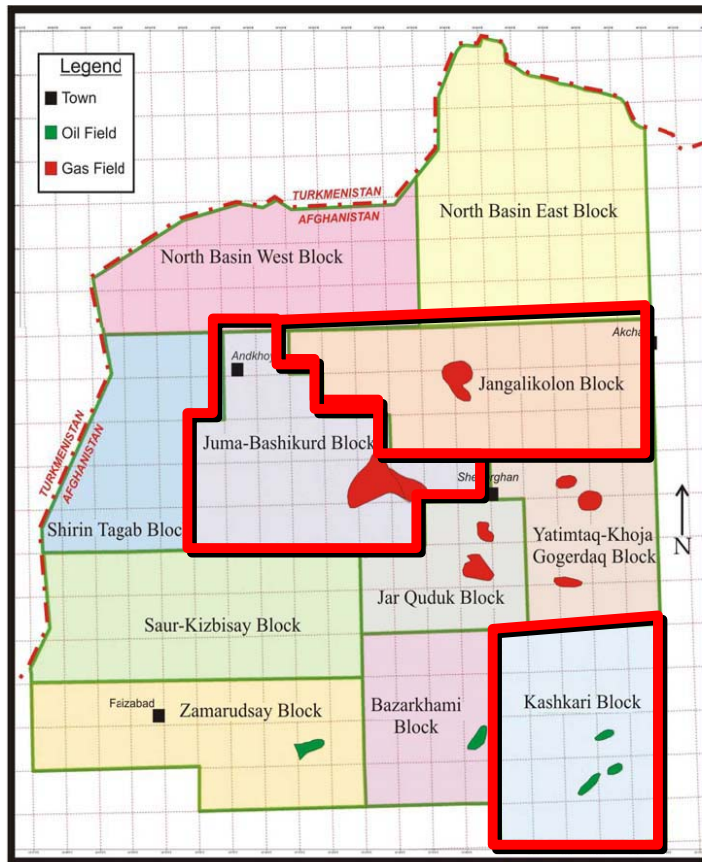 Legend
Town
Oil Field
Gas Field
TURKMENISTAN
AFGHANISTAN
North Basin East Block
North Basin West Block
Akcha
Andkhoy
Jangalikolon Block
Juma-Bashikurd Block
TURKMENISTAN
AFGHANISTAN
Shirin Tagab Block
Yatimtaq-Khoja
Gogerdaq Block
N
Jar Quduk Block
Saur-Kizbisay Block
Faizabad
Zamarudsay Block
Bazarkhami
Block
Kashkari Block